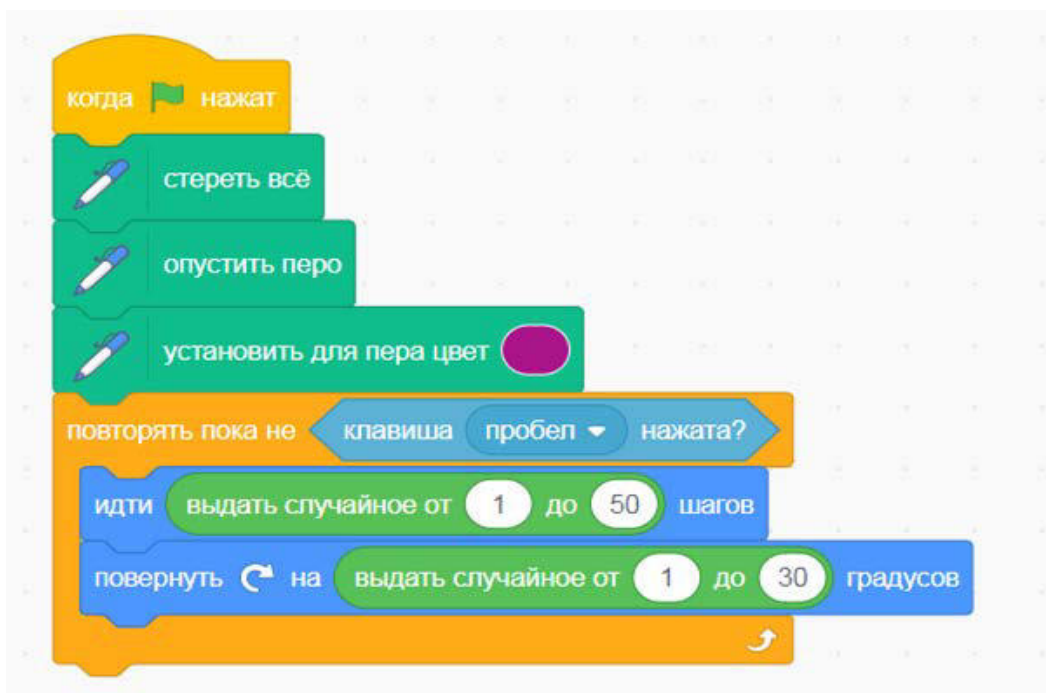 когда нажат
стереть всё
опустить перо
установить для пера цвет
повторять пока не клавиша пробел нажата?
идти выдать случайное от 1 до 50 шагов
повернуть на выдать случайное от 1 до 30 градусов